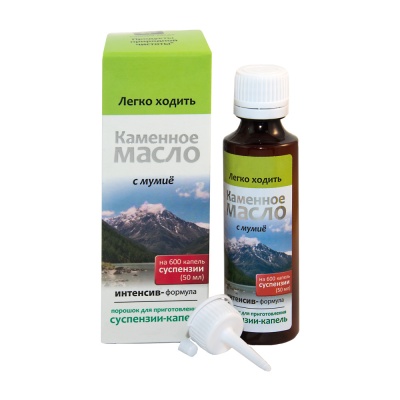 Легко ходить
Каменное
масло
с мумиё
на 600 капель
суспензии
(50 мл)
интенсив-формула
порошок для приготовления
суспензии-капель
Легко ходить
Каменное
масло
с мумиё
на 600 капель
суспензии
(50 мл)
интенсив-формула
порошок для приготовления
суспензии-капель